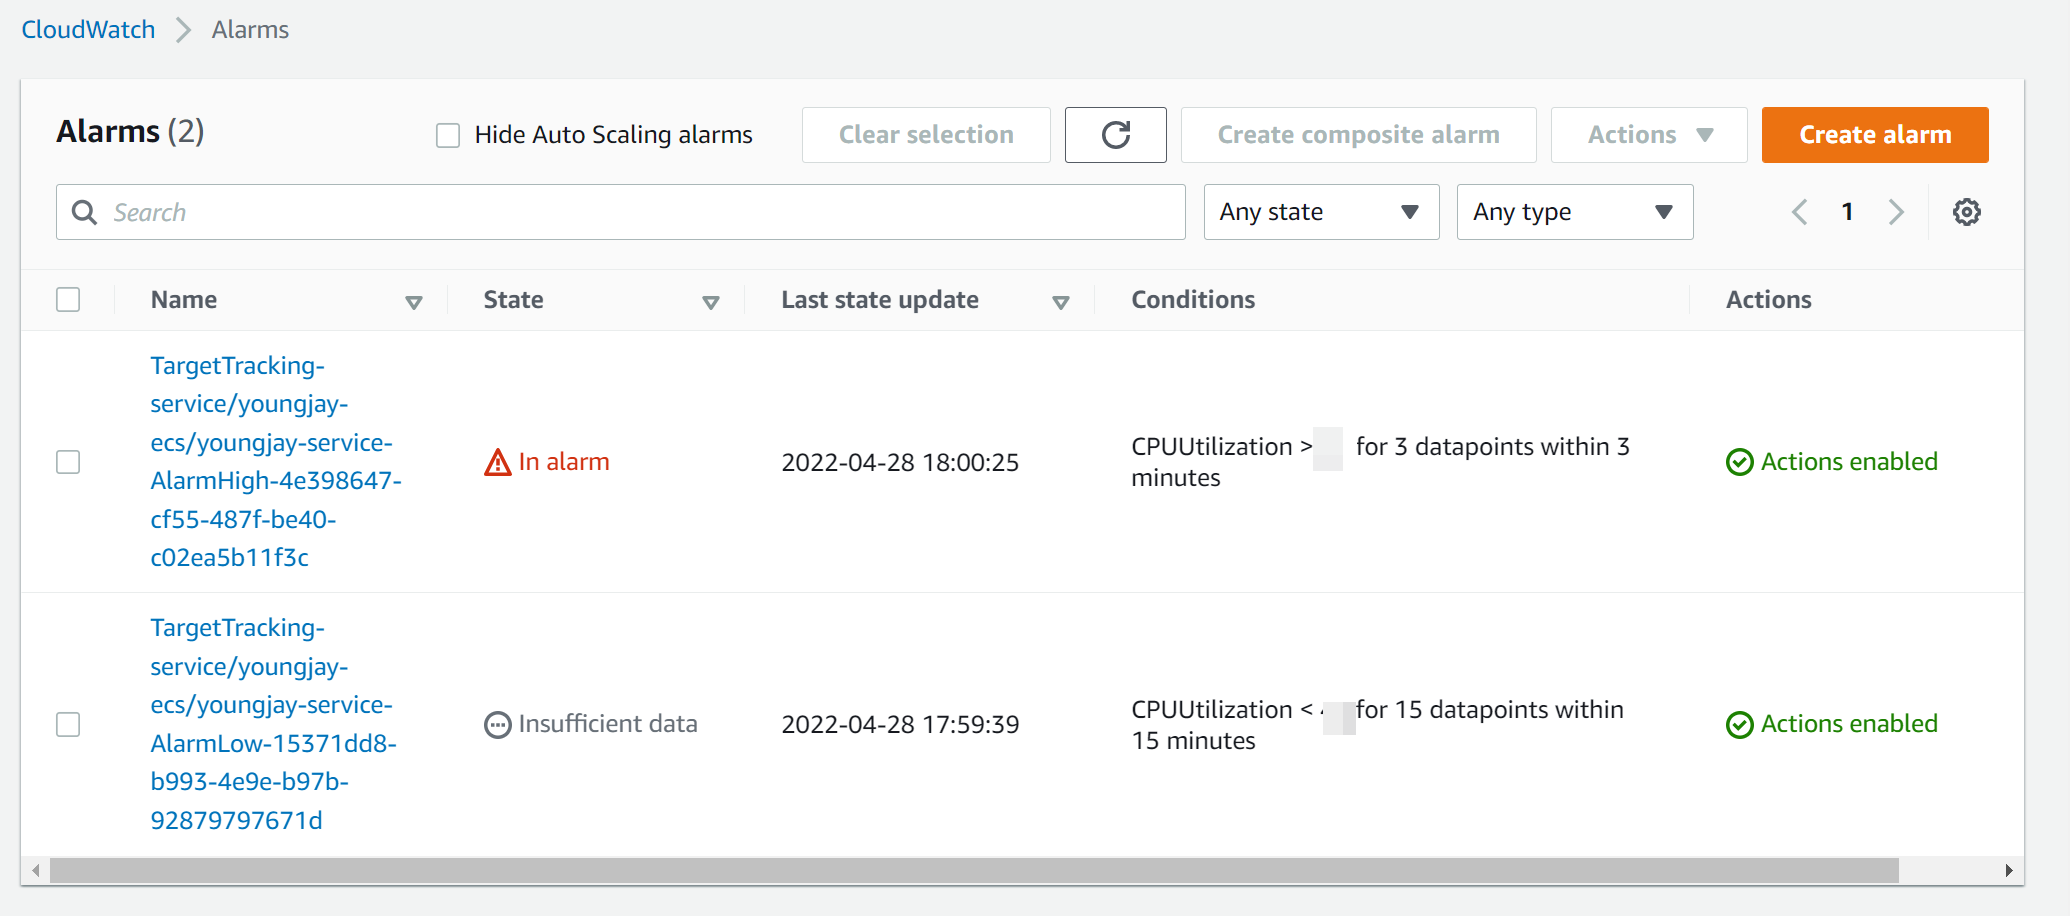 CloudWatch > Alarms
Alarms (2)
Hide Auto Scaling alarms
Clear selection
Create composite alarm
Actions
Create alarm
Search
Any state
Any type
1
Name
State
Last state update
Conditions
Actions
TargetTracking-
service/youngjay-
ecs/youngjay-service-
AlarmHigh-4e398647-
cf55-487f-be40-
c02ea5b11f3c
In alarm
2022-04-28 18:00:25
CPUUtilization > for 3 datapoints within 3
minutes
Actions enabled
TargetTracking-
service/youngjay-
ecs/youngjay-service-
AlarmLow-15371dd8-
b993-4e9e-b97b-
92879797671d
Insufficient data
2022-04-28 17:59:39
CPUUtilization < for 15 datapoints within
15 minutes
Actions enabled